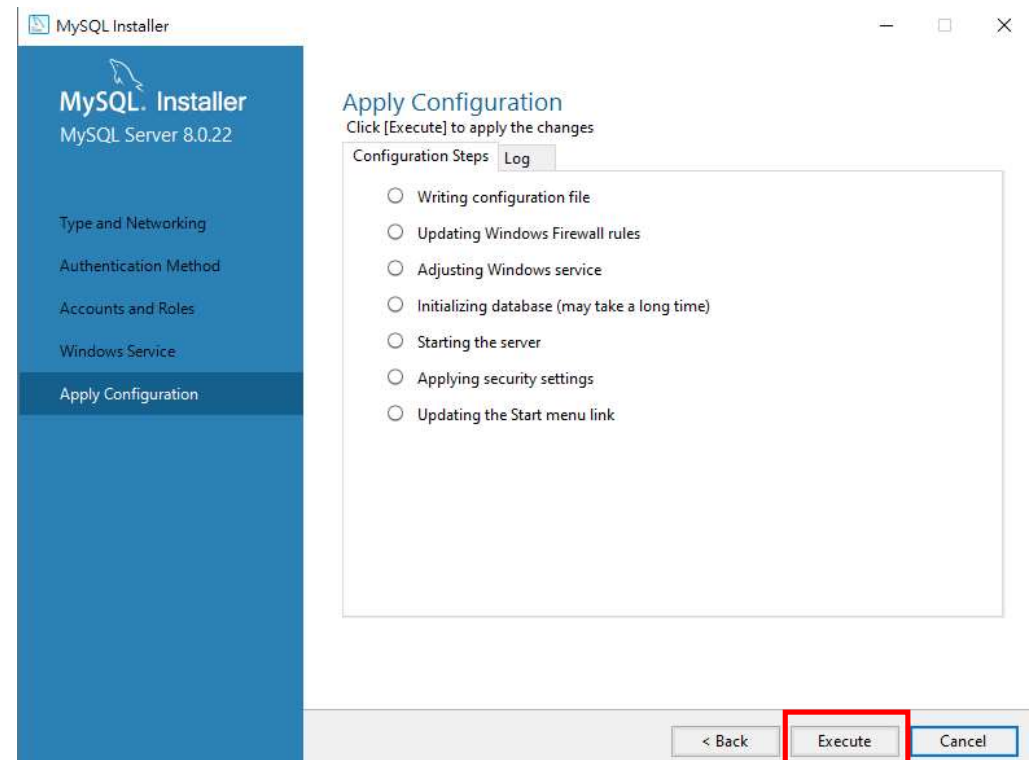 MySQL Installer
MySQL. Installer
MySQL Server 8.0.22
Type and Networking
Authentication Method
Accounts and Roles
Windows Service
Apply Configuration
Apply Configuration
Click [Execute] to apply the changes
Configuration Steps Log
Writing configuration file
Updating Windows Firewall rules
Adjusting Windows service
Initializing database (may take a long time)
Starting the server
Applying security settings
Updating the Start menu link
< Back Execute Cancel